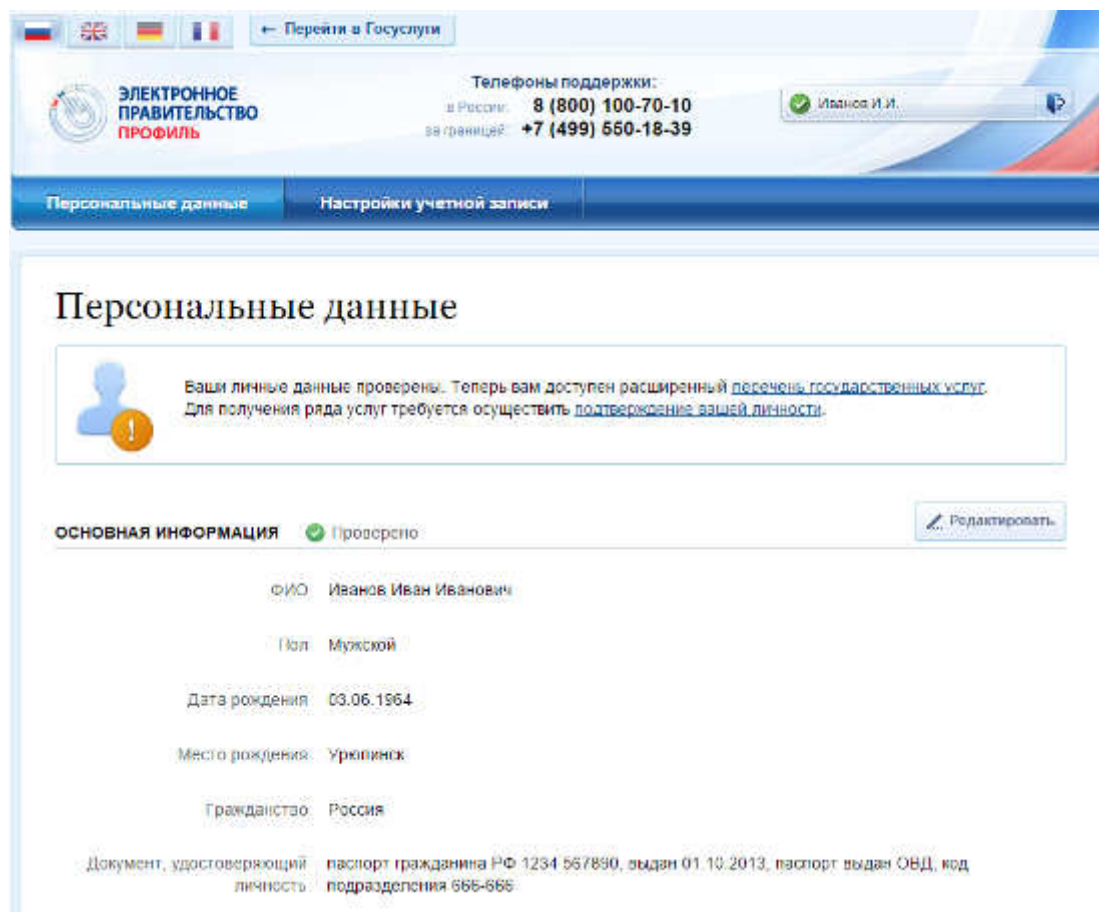 ← Перейти в Госуслуги
ЭЛЕКТРОННОЕ
ПРАВИТЕЛЬСТВО
ПРОФИЛЬ
Телефоны поддержки:
в России: 8 (800) 100-70-10
за границей: +7 (499) 550-18-39
Иванов И.И.
Персональные данные Настройки учетной записи
Персональные данные
Ваши личные данные проверены. Теперь вам доступен расширенный перечень государственных услуг.
Для получения ряда услуг требуется осуществить подтверждение вашей личности.
ОСНОВНАЯ ИНФОРМАЦИЯ Проверено Редактировать
ФИО Иванов Иван Иванович
Пол Мужской
Дата рождения 03.06.1964
Место рождения Урюпинск
Гражданство Россия
Документ, удостоверяющий паспорт гражданина РФ 1234 567890, выдан 01.10.2013, паспорт выдан ОВД, код
личность подразделения 666-666